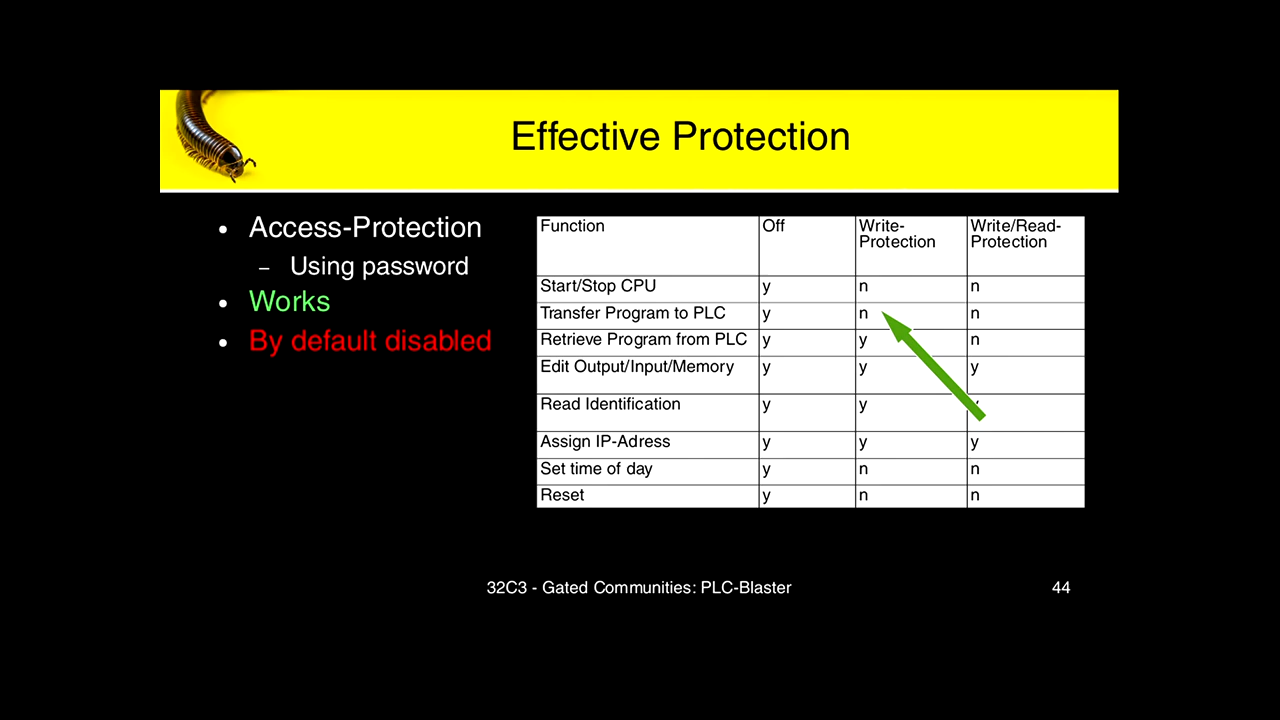 Effective Protection
Access-Protection
– Using password
Works
By default disabled
Function Off Write-Protection Write/Read-Protection
Start/Stop CPU y n n
Transfer Program to PLC y n n
Retrieve Program from PLC y y n
Edit Output/Input/Memory y y y
Read Identification y y
Assign IP-Adress y y y
Set time of day y n n
Reset y n n
32C3 - Gated Communities: PLC-Blaster 44